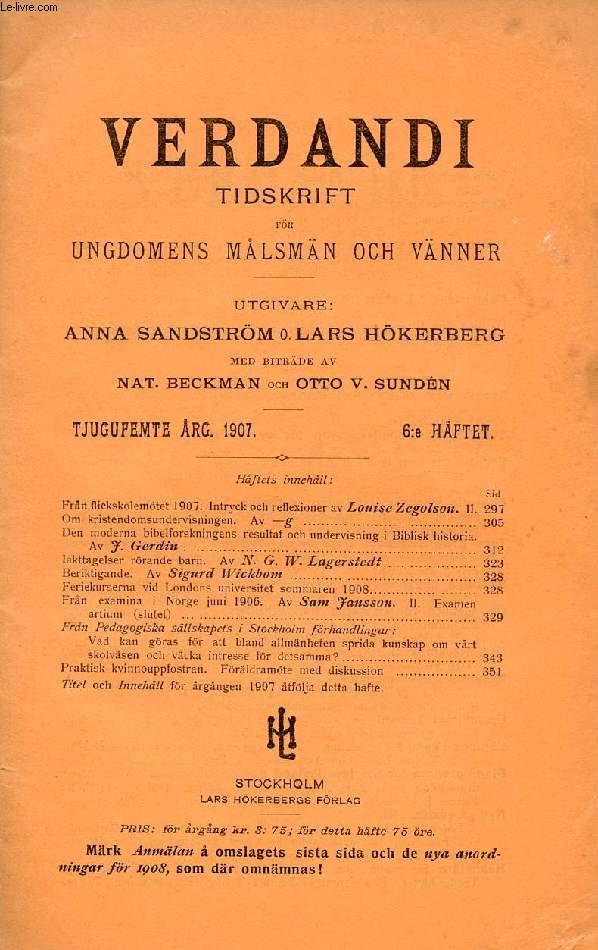 Le-livre.com
VERDANDI
TIDSKRIFT
FÖR
UNGDOMENS MÅLSMÄN OCH VÄNNER
UTGIVARE:
ANNA SANDSTRÖM O. LARS HÖKERBERG
MED BITRÄDE AV
NAT. BECKMAN OCH OTTO V. SUNDÉN
TJUGUFEMTE ÅRG. 1907. 6:e HÄFTET.
Häftets innehåll:
Sid
Från flickskolemötet 1907. Intryck och reflexioner av Louise Zegolson. II. 297
Om kristendomsundervisningen. Av —g 305
Den moderna bibelforskningens resultat och undervisning i Biblisk historia.
Av J. Gerdin 312
Iakttagelser rörande barn. Av N. G. W. Lagerstedt 323
Beriktigande. Av Sigurd Wickbom 328
Feriekurserna vid Londons universitet sommaren 1908 328
Från examina i Norge juni 1906. Av Sam Jansson. II. Examen
artium (slutet) 329
Från Pedagogiska sällskapets i Stockholm förhandlingar:
Vad kan göras för att bland allmänheten sprida kunskap om vårt
skolväsen och väcka intresse för detsamma? 343
Praktisk kvinnouppfostran. Föräldramöte med diskussion 351
Titel och Innehåll för årgången 1907 åtfölja detta häfte.
STOCKHOLM
LARS HÖKERBERGS FÖRLAG
PRIS: för årgång kr. 3: 75; för detta häfte 75 öre.
Märk Anmälan å omslagets sista sida och de nya anord-
ningar för 1908, som där omnämnas!